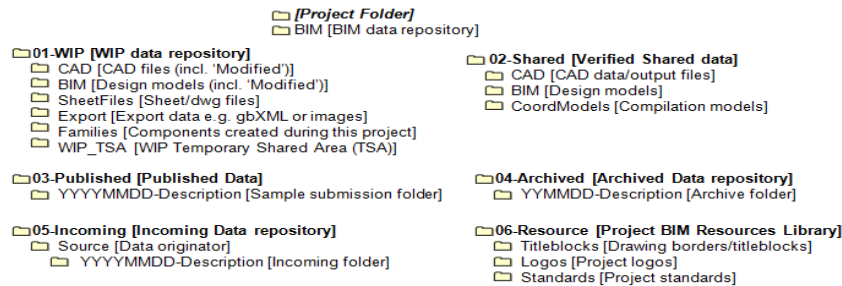 [Project Folder]
BIM [BIM data repository]
01-WIP [WIP data repository]
CAD [CAD files (incl. ‘Modified’)]
BIM [Design models (incl. ‘Modified’)]
SheetFiles [Sheet/dwg files]
Export [Export data e.g. gbXML or images]
Families [Components created during this project]
WIP_TSA [WIP Temporary Shared Area (TSA)]
02-Shared [Verified Shared data]
CAD [CAD data/output files]
BIM [Design models]
CoordModels [Compilation models]
03-Published [Published Data]
YYYYMMDD-Description [Sample submission folder]
04-Archived [Archived Data repository]
YYMMDD-Description [Archive folder]
05-Incoming [Incoming Data repository]
Source [Data originator]
YYYYMMDD-Description [Incoming folder]
06-Resource [Project BIM Resources Library]
Titleblocks [Drawing borders/titleblocks]
Logos [Project logos]
Standards [Project standards]